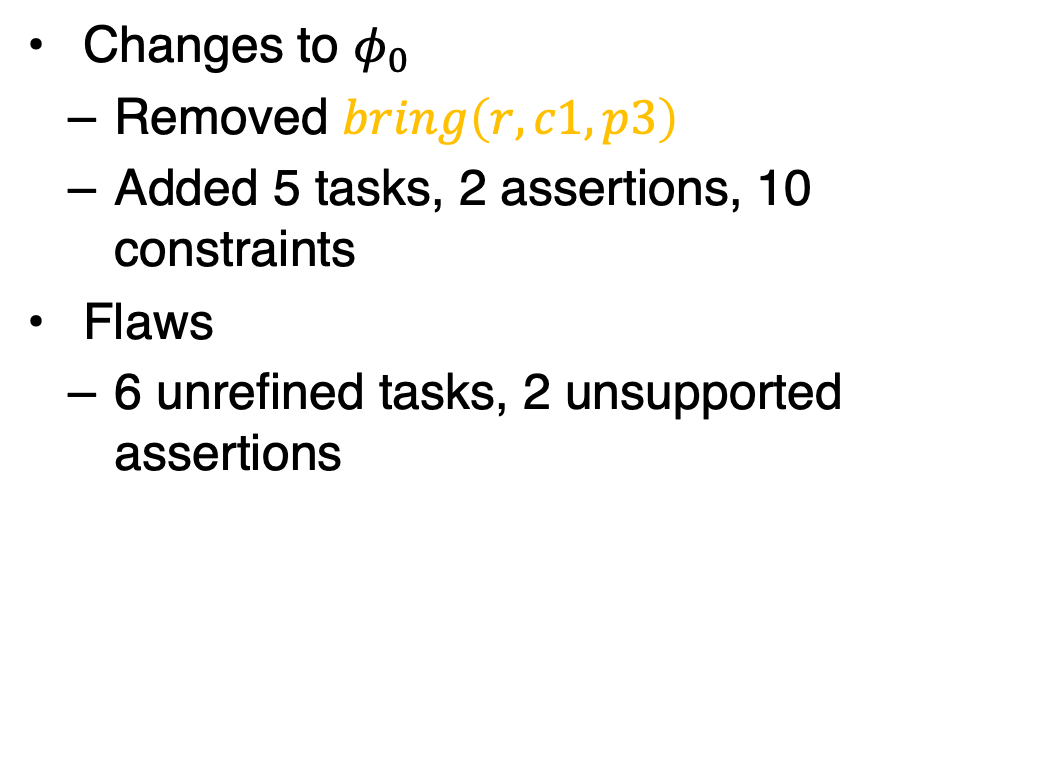 • Changes to 𝜙₀
– Removed 𝑏𝑟𝑖𝑛𝑔(𝑟, 𝑐1, 𝑝3)
– Added 5 tasks, 2 assertions, 10
constraints
• Flaws
– 6 unrefined tasks, 2 unsupported
assertions